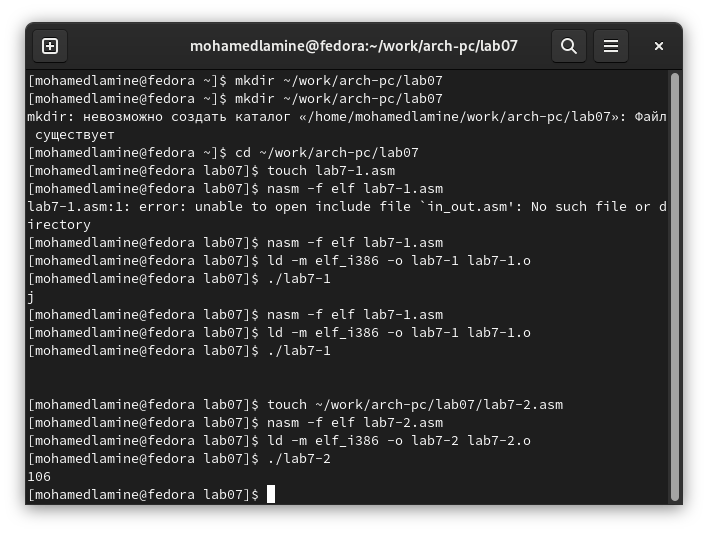 mohamedlamine@fedora:~/work/arch-pc/lab07
[mohamedlamine@fedora ~]$ mkdir ~/work/arch-pc/lab07
[mohamedlamine@fedora ~]$ mkdir ~/work/arch-pc/lab07
mkdir: невозможно создать каталог «/home/mohamedlamine/work/arch-pc/lab07»: Файл
 существует
[mohamedlamine@fedora ~]$ cd ~/work/arch-pc/lab07
[mohamedlamine@fedora lab07]$ touch lab7-1.asm
[mohamedlamine@fedora lab07]$ nasm -f elf lab7-1.asm
lab7-1.asm:1: error: unable to open include file `in_out.asm': No such file or d
irectory
[mohamedlamine@fedora lab07]$ nasm -f elf lab7-1.asm
[mohamedlamine@fedora lab07]$ ld -m elf_i386 -o lab7-1 lab7-1.o
[mohamedlamine@fedora lab07]$ ./lab7-1
j
[mohamedlamine@fedora lab07]$ nasm -f elf lab7-1.asm
[mohamedlamine@fedora lab07]$ ld -m elf_i386 -o lab7-1 lab7-1.o
[mohamedlamine@fedora lab07]$ ./lab7-1


[mohamedlamine@fedora lab07]$ touch ~/work/arch-pc/lab07/lab7-2.asm
[mohamedlamine@fedora lab07]$ nasm -f elf lab7-2.asm
[mohamedlamine@fedora lab07]$ ld -m elf_i386 -o lab7-2 lab7-2.o
[mohamedlamine@fedora lab07]$ ./lab7-2
106
[mohamedlamine@fedora lab07]$